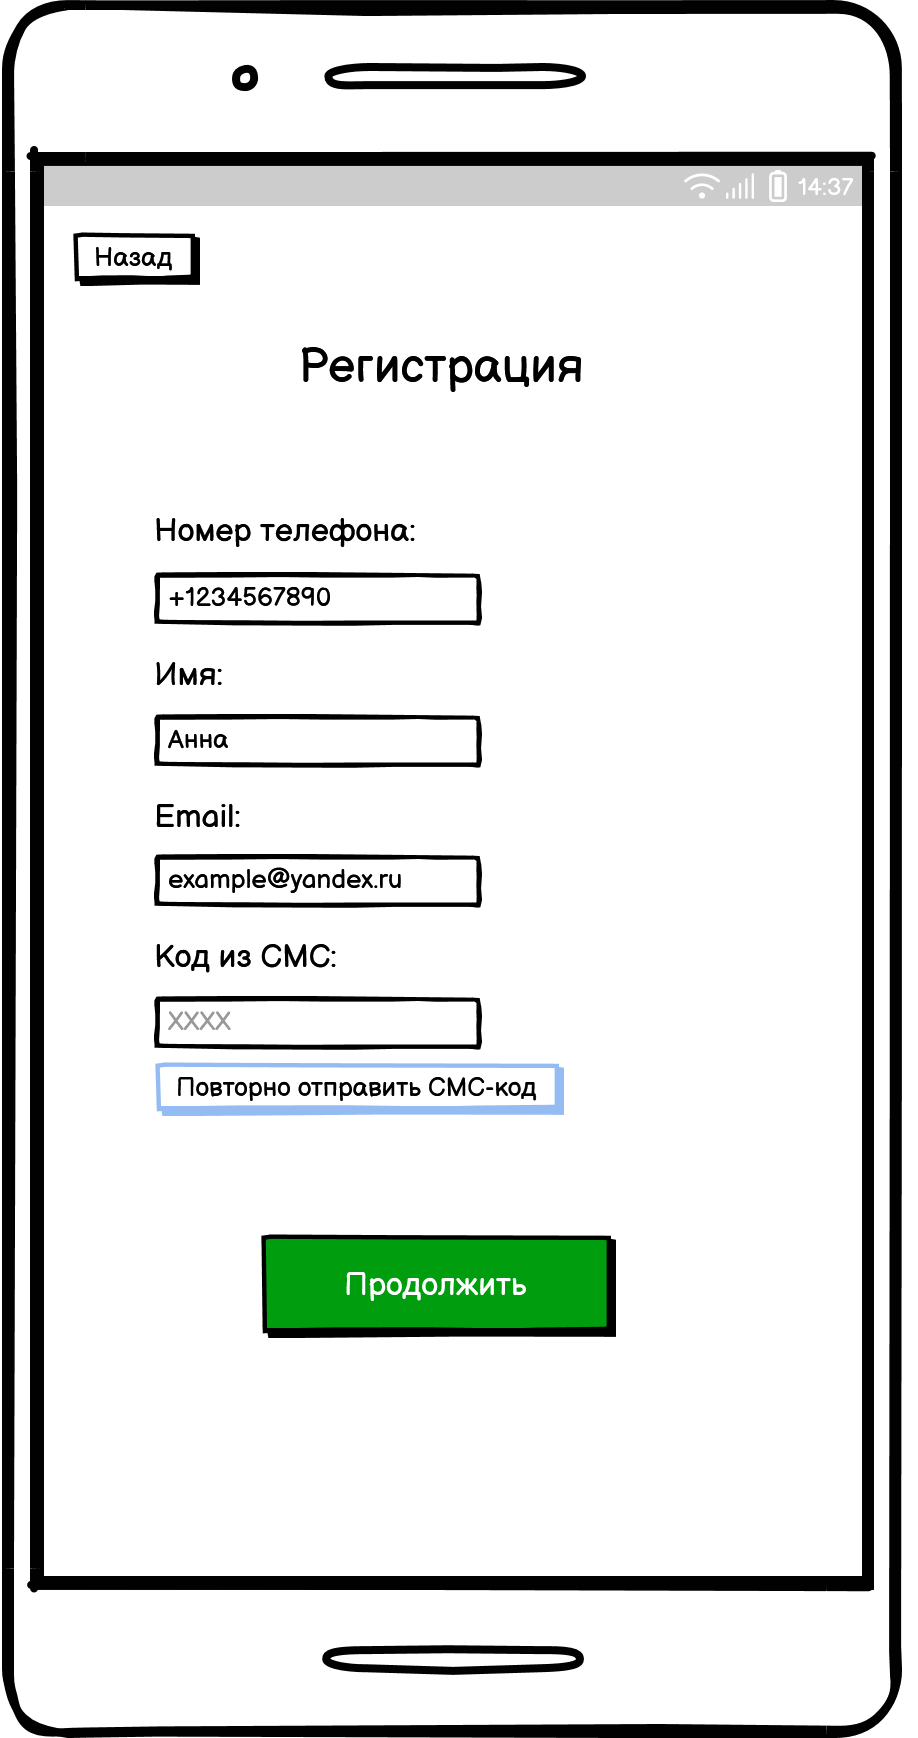 14:37
Назад
Регистрация
Номер телефона:
+1234567890
Имя:
Анна
Email:
example@yandex.ru
Код из СМС:
XXXX
Повторно отправить СМС-код
Продолжить